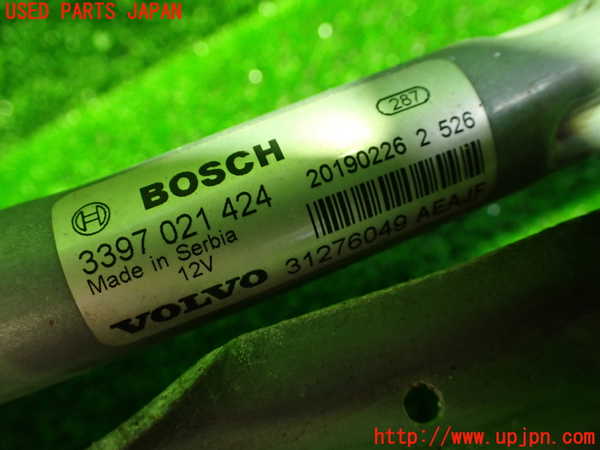 USED PARTS JAPAN
287
BOSCH
20190226 2 526
3397 021 424
Made in Serbia
12V
31276049 AEAJF
VOLVO
http://www.upjpn.com/